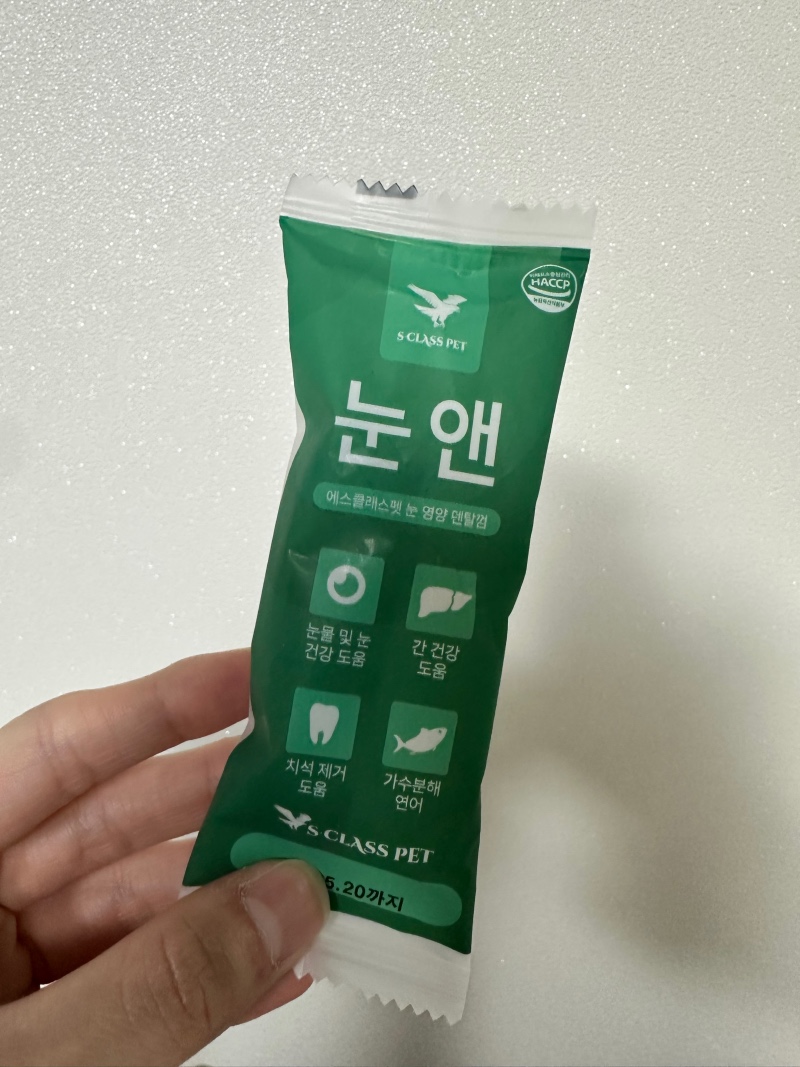 HACCP
S·CLASS PET
눈 앤
에스클래스펫 눈 영양 덴탈껌
눈물 및 눈
건강 도움
간 건강
도움
치석 제거
도움
가수분해
연어
S CLASS PET
5.20까지